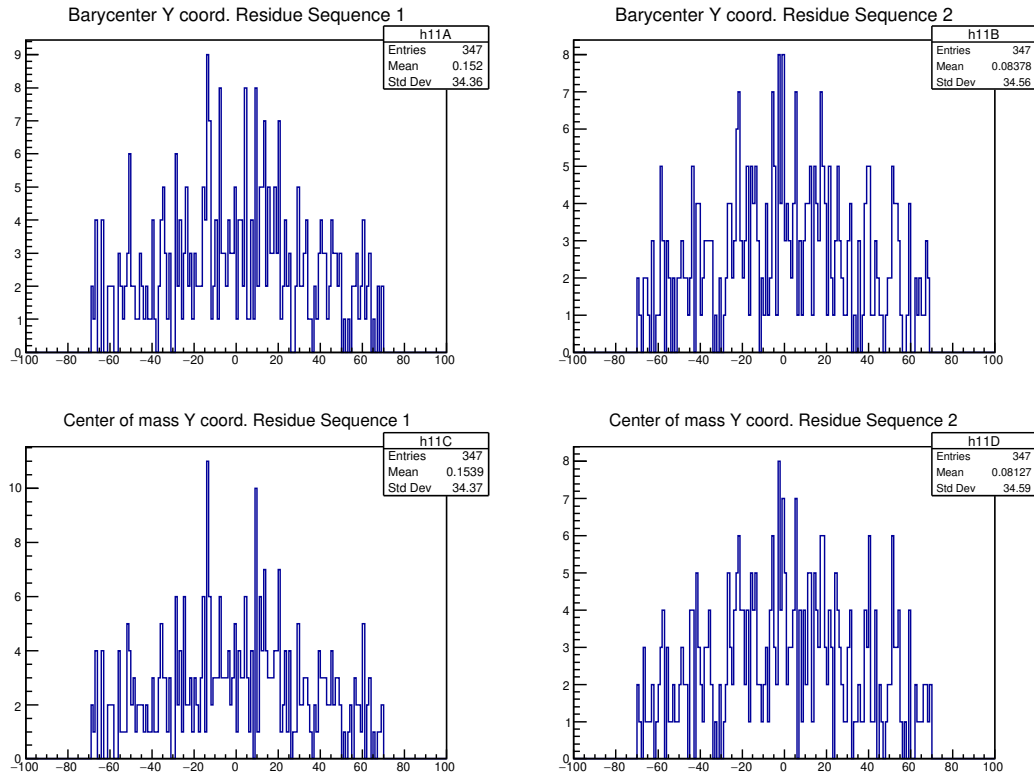 Barycenter Y coord. Residue Sequence 1
h11A
Entries 347
Mean 0.152
Std Dev 34.36
9
8
7
6
5
4
3
2
1
0
−100 −80 −60 −40 −20 0 20 40 60 80 100
Barycenter Y coord. Residue Sequence 2
h11B
Entries 347
Mean 0.08378
Std Dev 34.56
8
7
6
5
4
3
2
1
0
−100 −80 −60 −40 −20 0 20 40 60 80 100
Center of mass Y coord. Residue Sequence 1
h11C
Entries 347
Mean 0.1539
Std Dev 34.37
10
8
6
4
2
0
−100 −80 −60 −40 −20 0 20 40 60 80 100
Center of mass Y coord. Residue Sequence 2
h11D
Entries 347
Mean 0.08127
Std Dev 34.59
8
7
6
5
4
3
2
1
0
−100 −80 −60 −40 −20 0 20 40 60 80 100